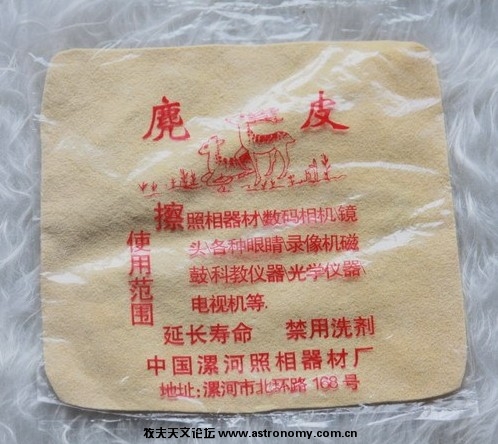 麂皮
擦
使用范围
照相器材\数码相机\镜
头\各种眼睛\录像机磁
鼓\科教仪器\光学仪器\
电视机等.
延长寿命 禁用洗剂
中国漯河照相器材厂
地址:漯河市北环路168号
牧夫天文论坛 www.astronomy.com.cn